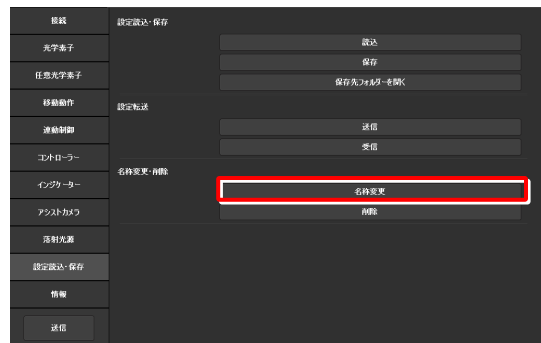 接続
光学素子
任意光学素子
移動動作
連動制御
コントローラー
インジケーター
アシストカメラ
落射光源
設定読込・保存
情報
送信
設定読込・保存
読込
保存
保存先フォルダーを開く
設定転送
送信
受信
名称変更・削除
名称変更
削除